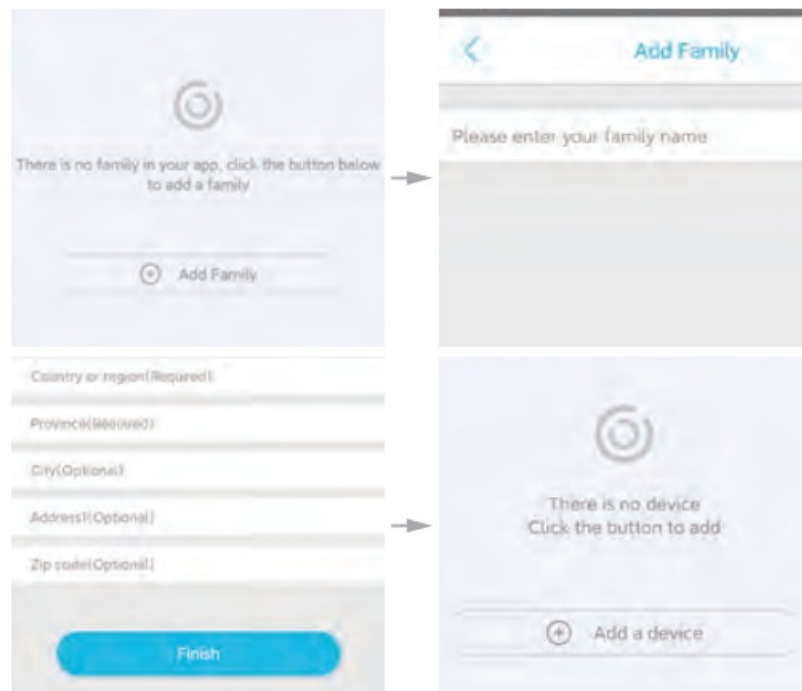 There is no family in your app, click the button below
to add a family
Add Family
Add Family
Please enter your family name
Country or region(Required)
Province(Required)
City(Optional)
Address1(Optional)
Zip code(Optional)
Finish
There is no device
Click the button to add
Add a device